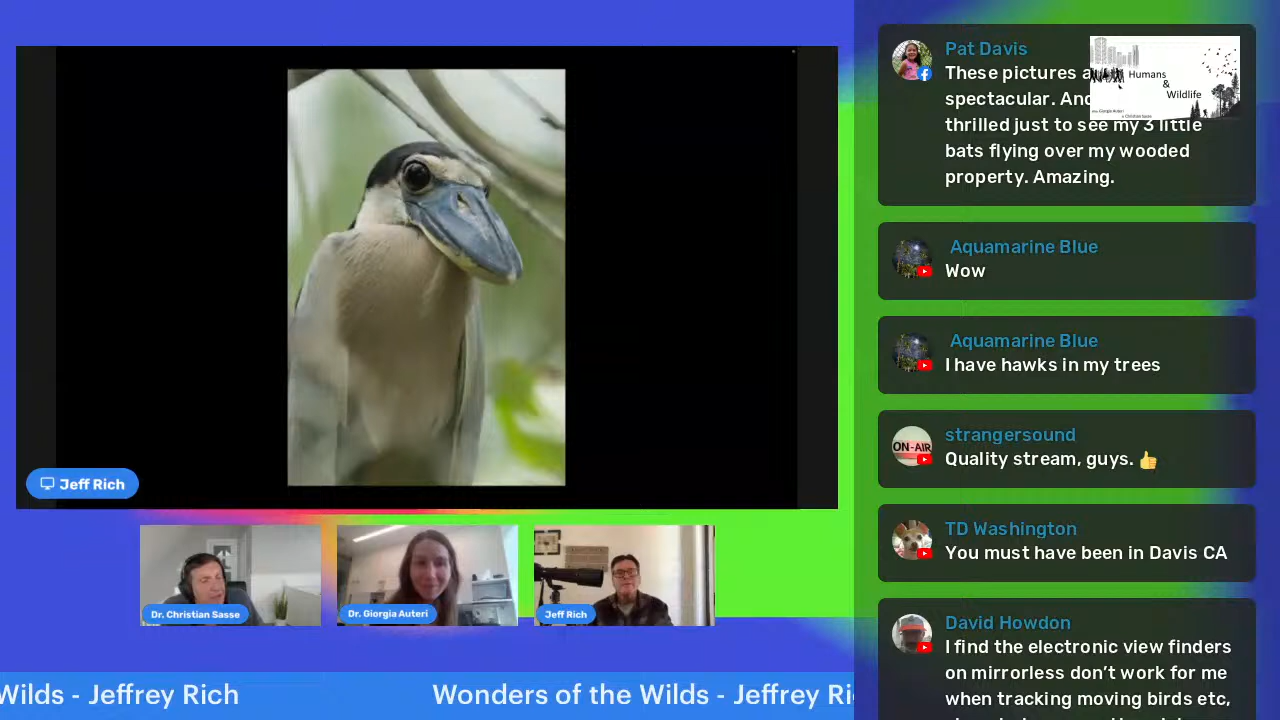 Jeff Rich
Dr. Christian Sasse
Dr. Giorgia Auteri
Jeff Rich
Wilds - Jeffrey Rich
Wonders of the Wilds - Jeffrey
Pat Davis
These pictures
spectacular.
thrilled just to see my 3 little
bats flying over my wooded
property. Amazing.
Humans
&
Wildlife
Aquamarine Blue
Wow
Aquamarine Blue
I have hawks in my trees
ON-AIR
strangersound
Quality stream, guys. 👍
TD Washington
You must have been in Davis CA
David Howdon
I find the electronic view finders
on mirrorless don’t work for me
when tracking moving birds etc,